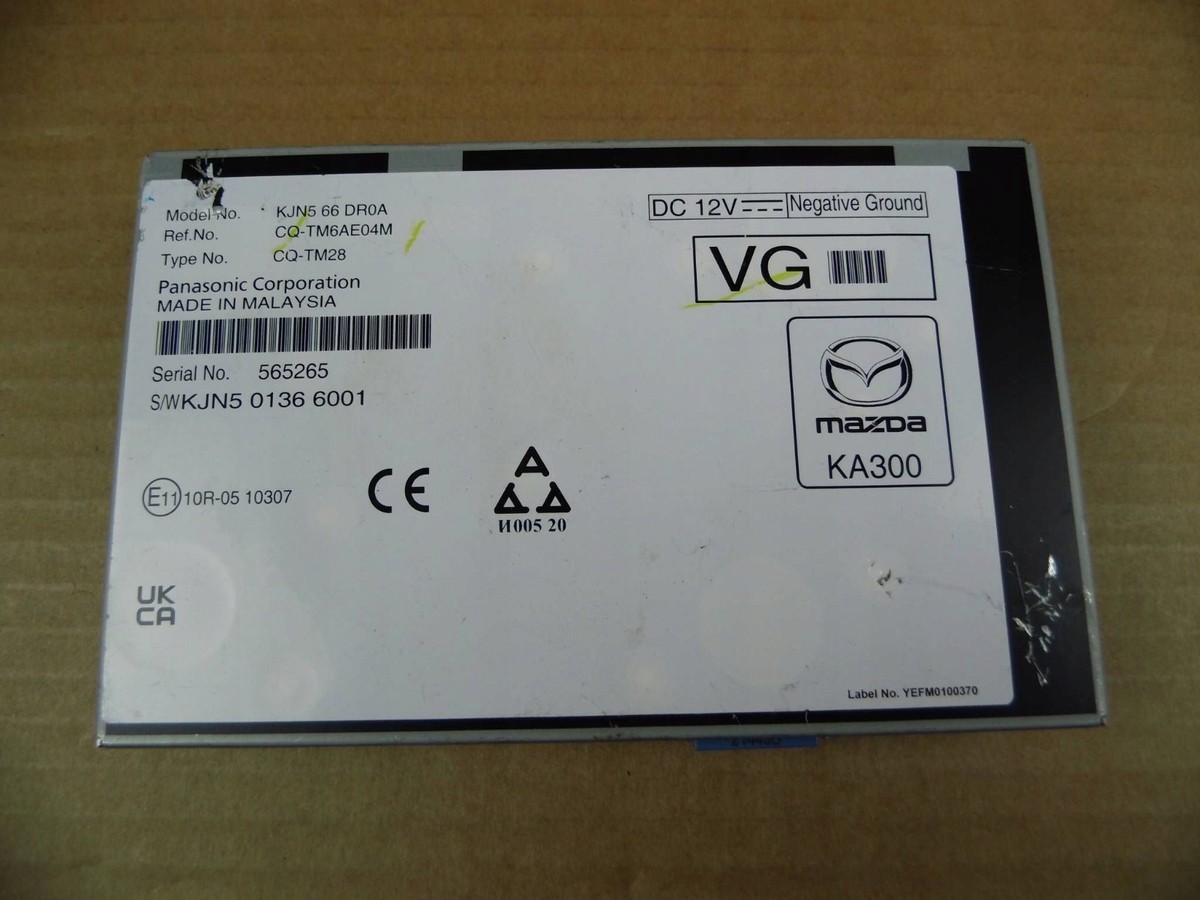 Model No. KJN5 66 DR0A
Ref.No. CQ-TM6AE04M
Type No. CQ-TM28
Panasonic Corporation
MADE IN MALAYSIA
Serial No. 565265
S/W KJN5 0136 6001
E11 10R-05 10307
CE
И005 20
UK
CA
DC 12V Negative Ground
VG
mazda
KA300
Label No. YEFM0100370